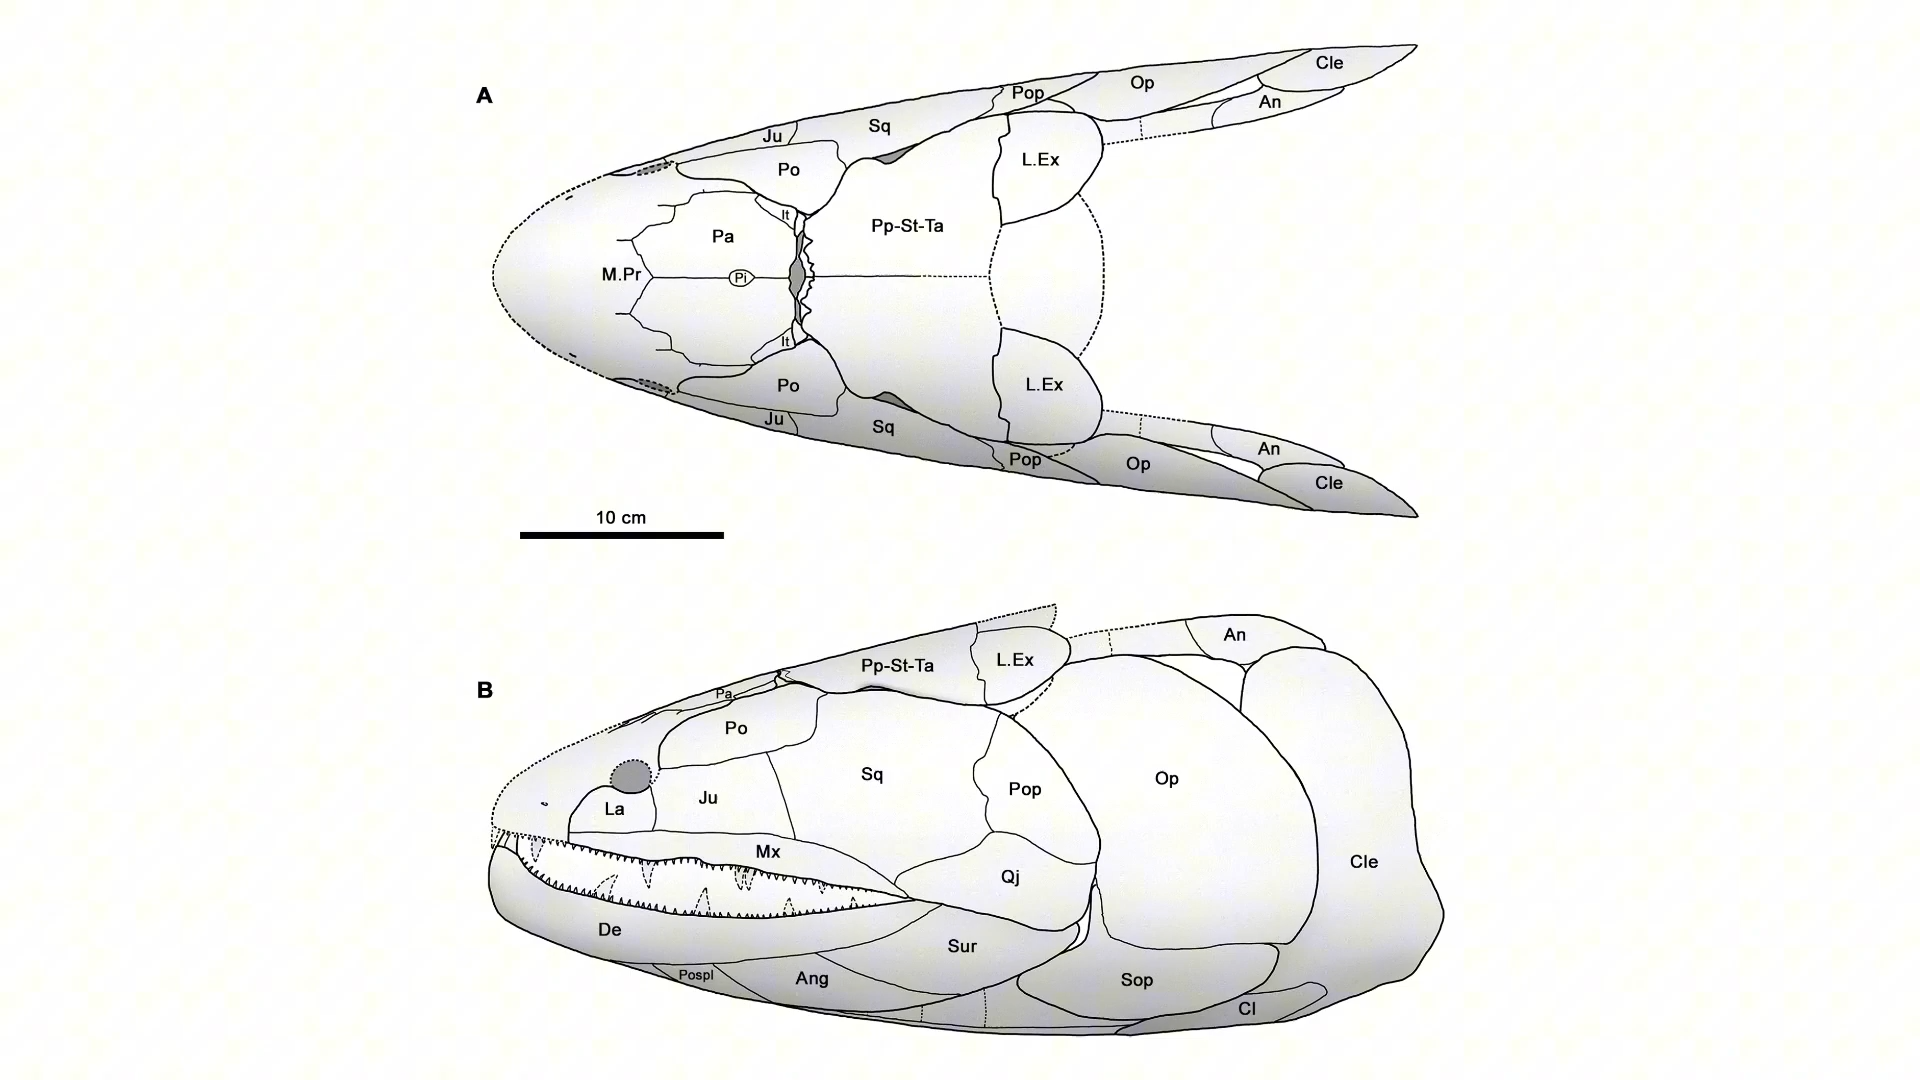 A
Cle
Op
An
Pop
Sq
Ju
L.Ex
Po
It
Pp-St-Ta
Pa
M.Pr
Pi
It
Po
L.Ex
Ju
Sq
An
Pop
Op
Cle
10 cm
B
An
Pp-St-Ta
L.Ex
Pa
Po
Sq
Op
Pop
Ju
La
Mx
Cle
Qj
De
Sur
Pospl
Ang
Sop
Cl